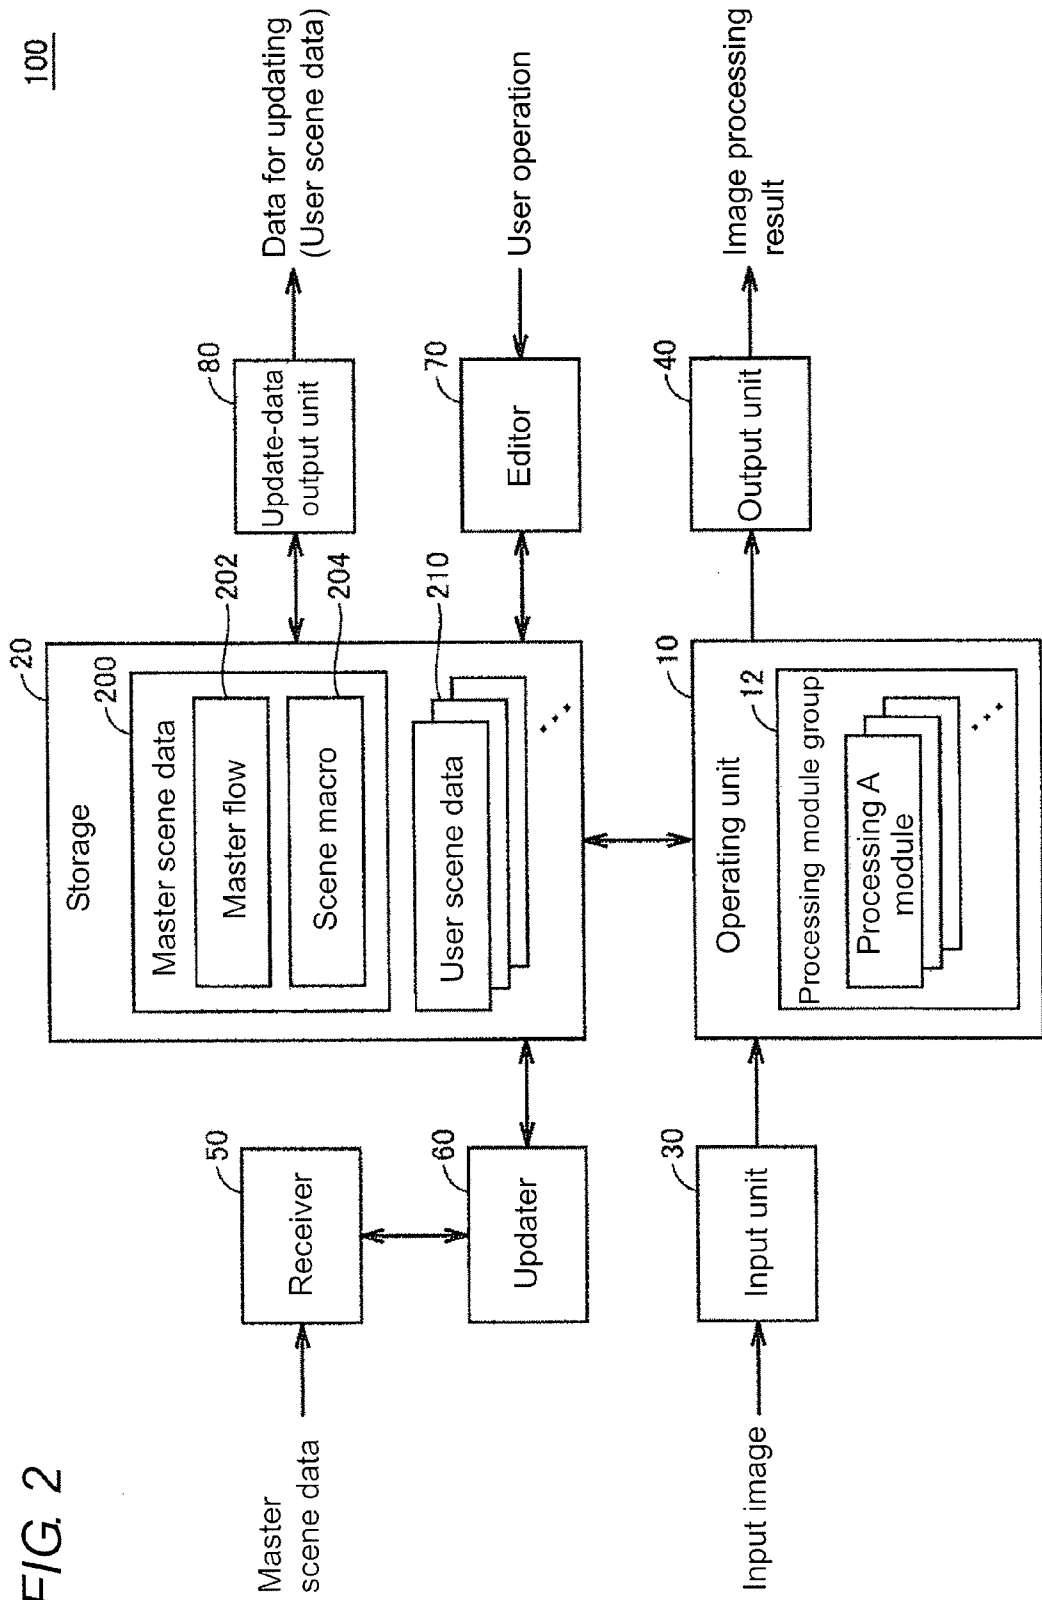 FIG. 2
100
Master
scene data
50
Receiver
60
Updater
20
Storage
200
Master scene data
202
Master flow
204
Scene macro
210
User scene data
80
Update-data
output unit
Data for updating
(User scene data)
70
Editor
User operation
Input image
30
Input unit
10
Operating unit
12
Processing module group
Processing A
module
40
Output unit
Image processing
result